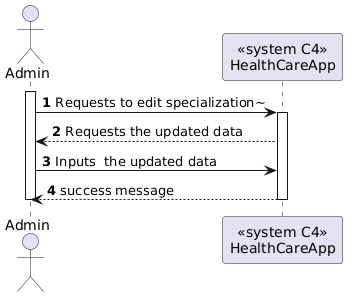 Admin
«system C4»
HealthCareApp
1 Requests to edit specialization~
2 Requests the updated data
3 Inputs  the updated data
4 success message
Admin
«system C4»
HealthCareApp